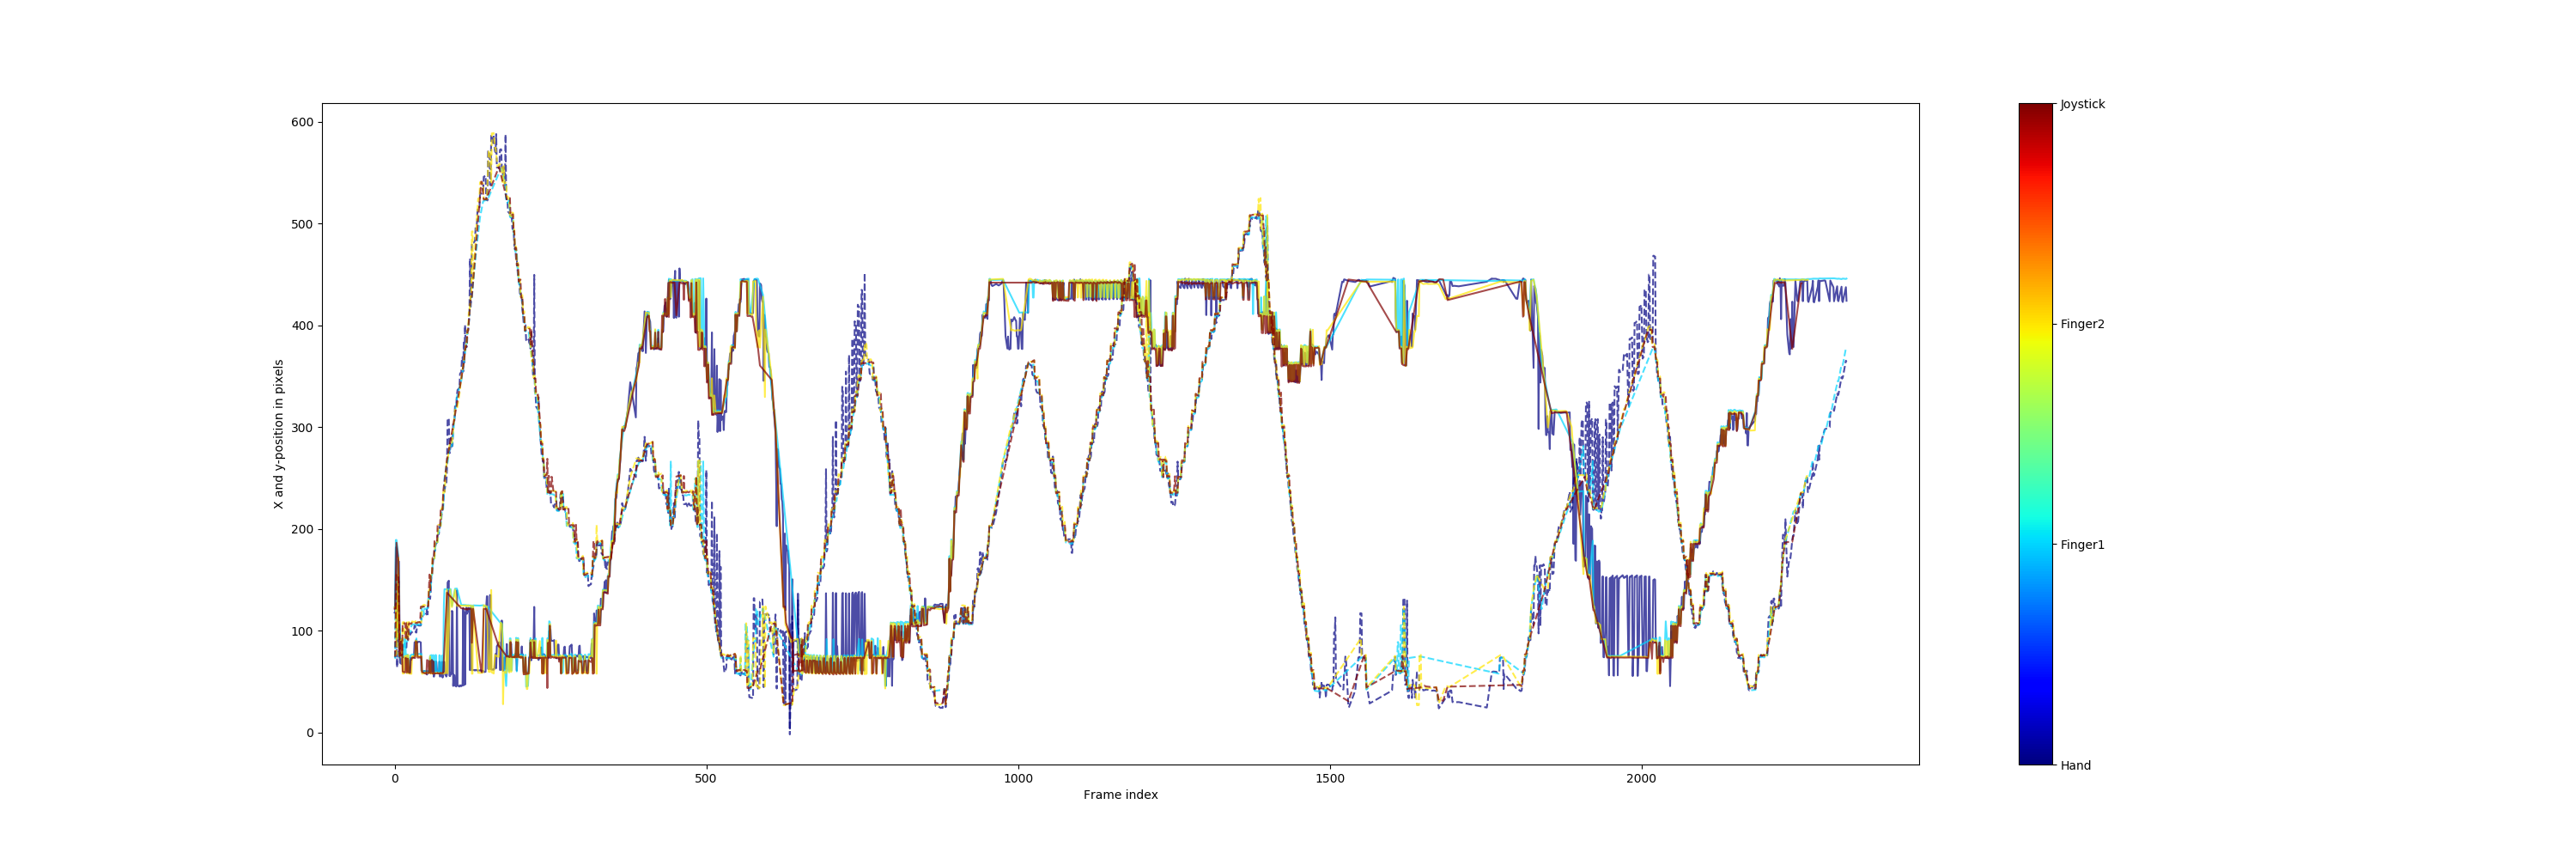 600
500
400
300
200
100
0
X and y-position in pixels
0 500 1000 1500 2000
Frame index
Joystick
Finger2
Finger1
Hand